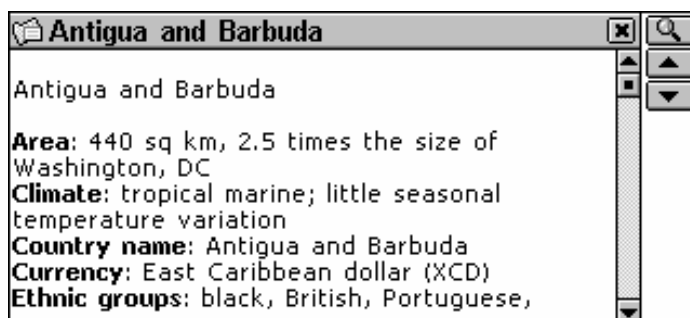 Antigua and Barbuda
Antigua and Barbuda
Area: 440 sq km, 2.5 times the size of
Washington, DC
Climate: tropical marine; little seasonal
temperature variation
Country name: Antigua and Barbuda
Currency: East Caribbean dollar (XCD)
Ethnic groups: black, British, Portuguese,